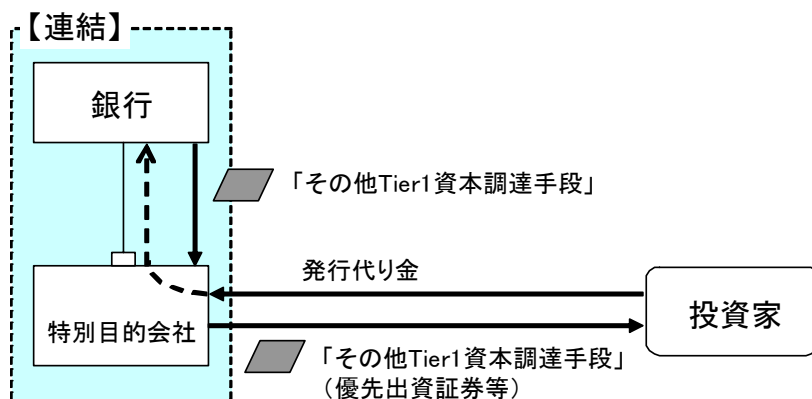 【連結】
銀行
「その他Tier1資本調達手段」
発行代り金
特別目的会社
投資家
「その他Tier1資本調達手段」
（優先出資証券等）